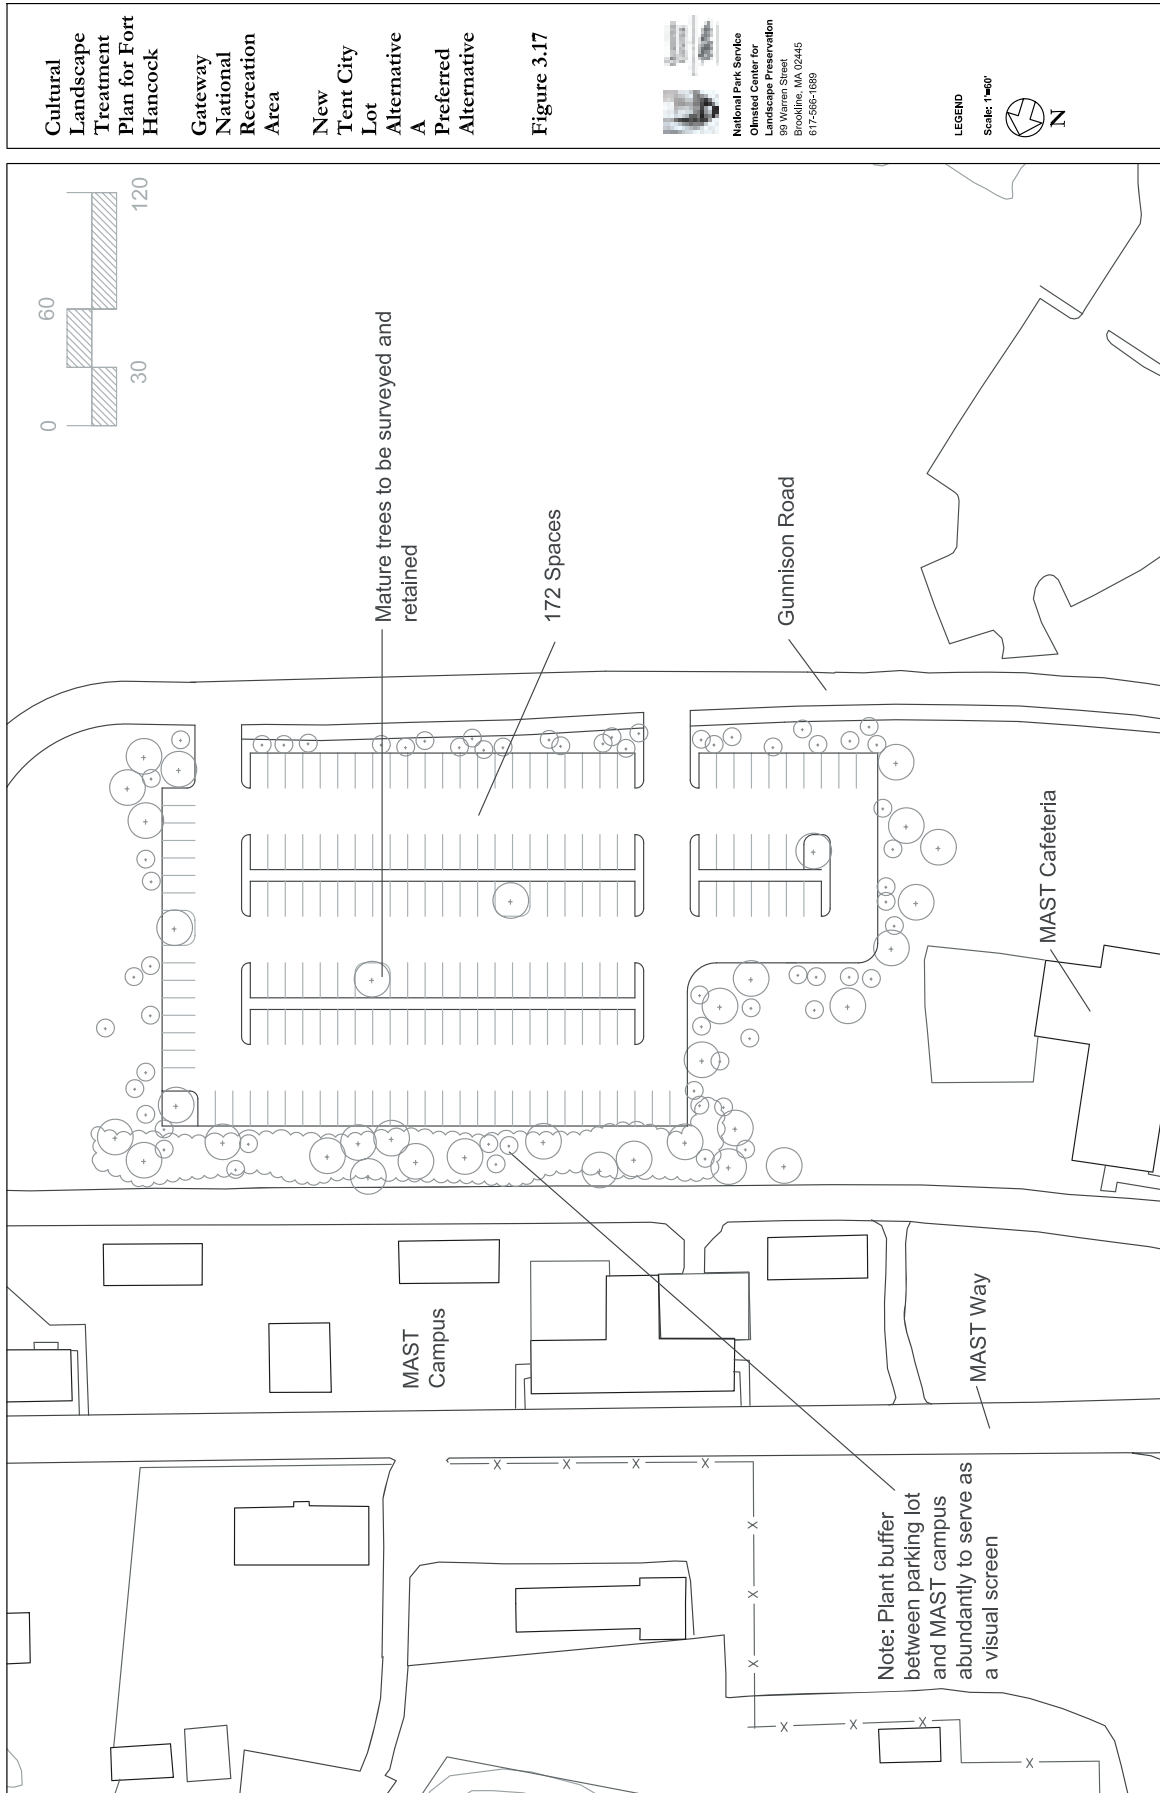 Cultural
Landscape
Treatment
Plan for Fort
Hancock
Gateway
National
Recreation
Area
New
Tent City
Lot
Alternative
A
Preferred
Alternative
Figure 3.17
National Park Service
Olmsted Center for
Landscape Preservation
99 Warren Street
Brookline, MA 02445
617-566-1689
LEGEND
Scale: 1"=60'
N
0
30
60
120
Mature trees to be surveyed and
retained
172 Spaces
Gunnison Road
MAST Cafeteria
MAST
Campus
MAST Way
Note: Plant buffer
between parking lot
and MAST campus
abundantly to serve as
a visual screen
X
X
X
X
X
X
X
X
X
X
X